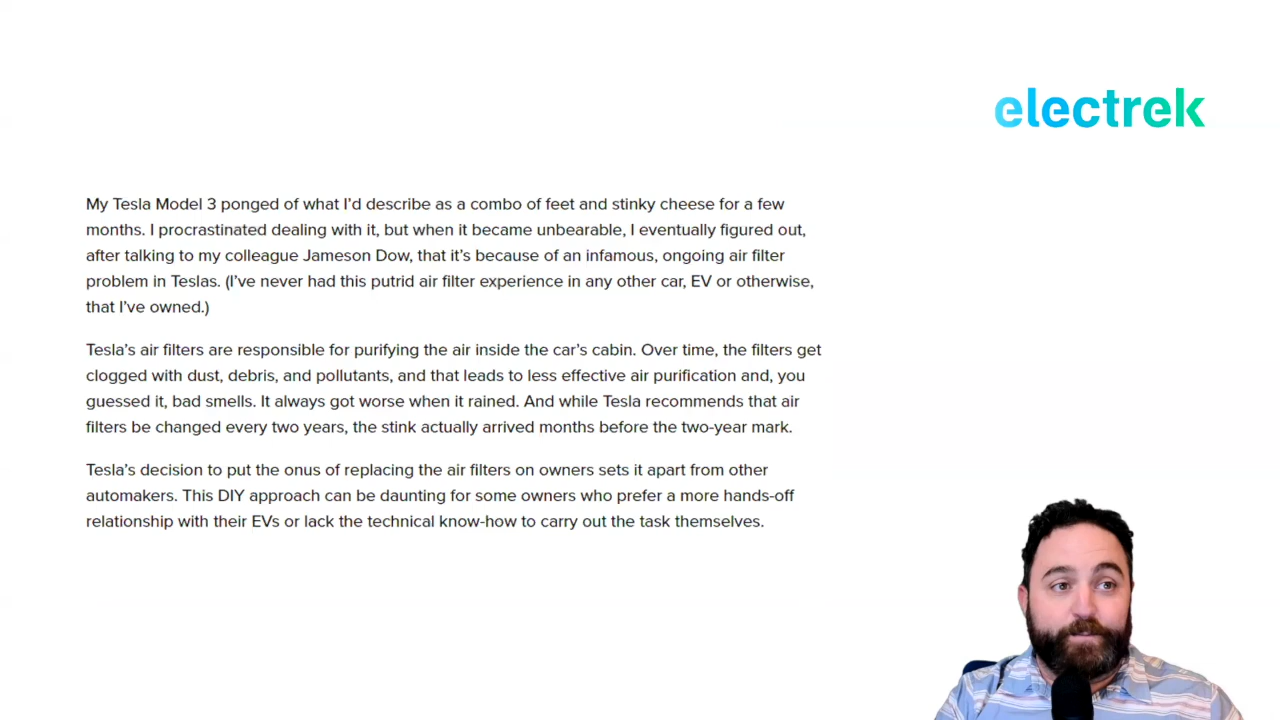 electrek
My Tesla Model 3 ponged of what I'd describe as a combo of feet and stinky cheese for a few
months. I procrastinated dealing with it, but when it became unbearable, I eventually figured out,
after talking to my colleague Jameson Dow, that it's because of an infamous, ongoing air filter
problem in Teslas. (I've never had this putrid air filter experience in any other car, EV or otherwise,
that I've owned.)
Tesla's air filters are responsible for purifying the air inside the car's cabin. Over time, the filters get
clogged with dust, debris, and pollutants, and that leads to less effective air purification and, you
guessed it, bad smells. It always got worse when it rained. And while Tesla recommends that air
filters be changed every two years, the stink actually arrived months before the two-year mark.
Tesla's decision to put the onus of replacing the air filters on owners sets it apart from other
automakers. This DIY approach can be daunting for some owners who prefer a more hands-off
relationship with their EVs or lack the technical know-how to carry out the task themselves.